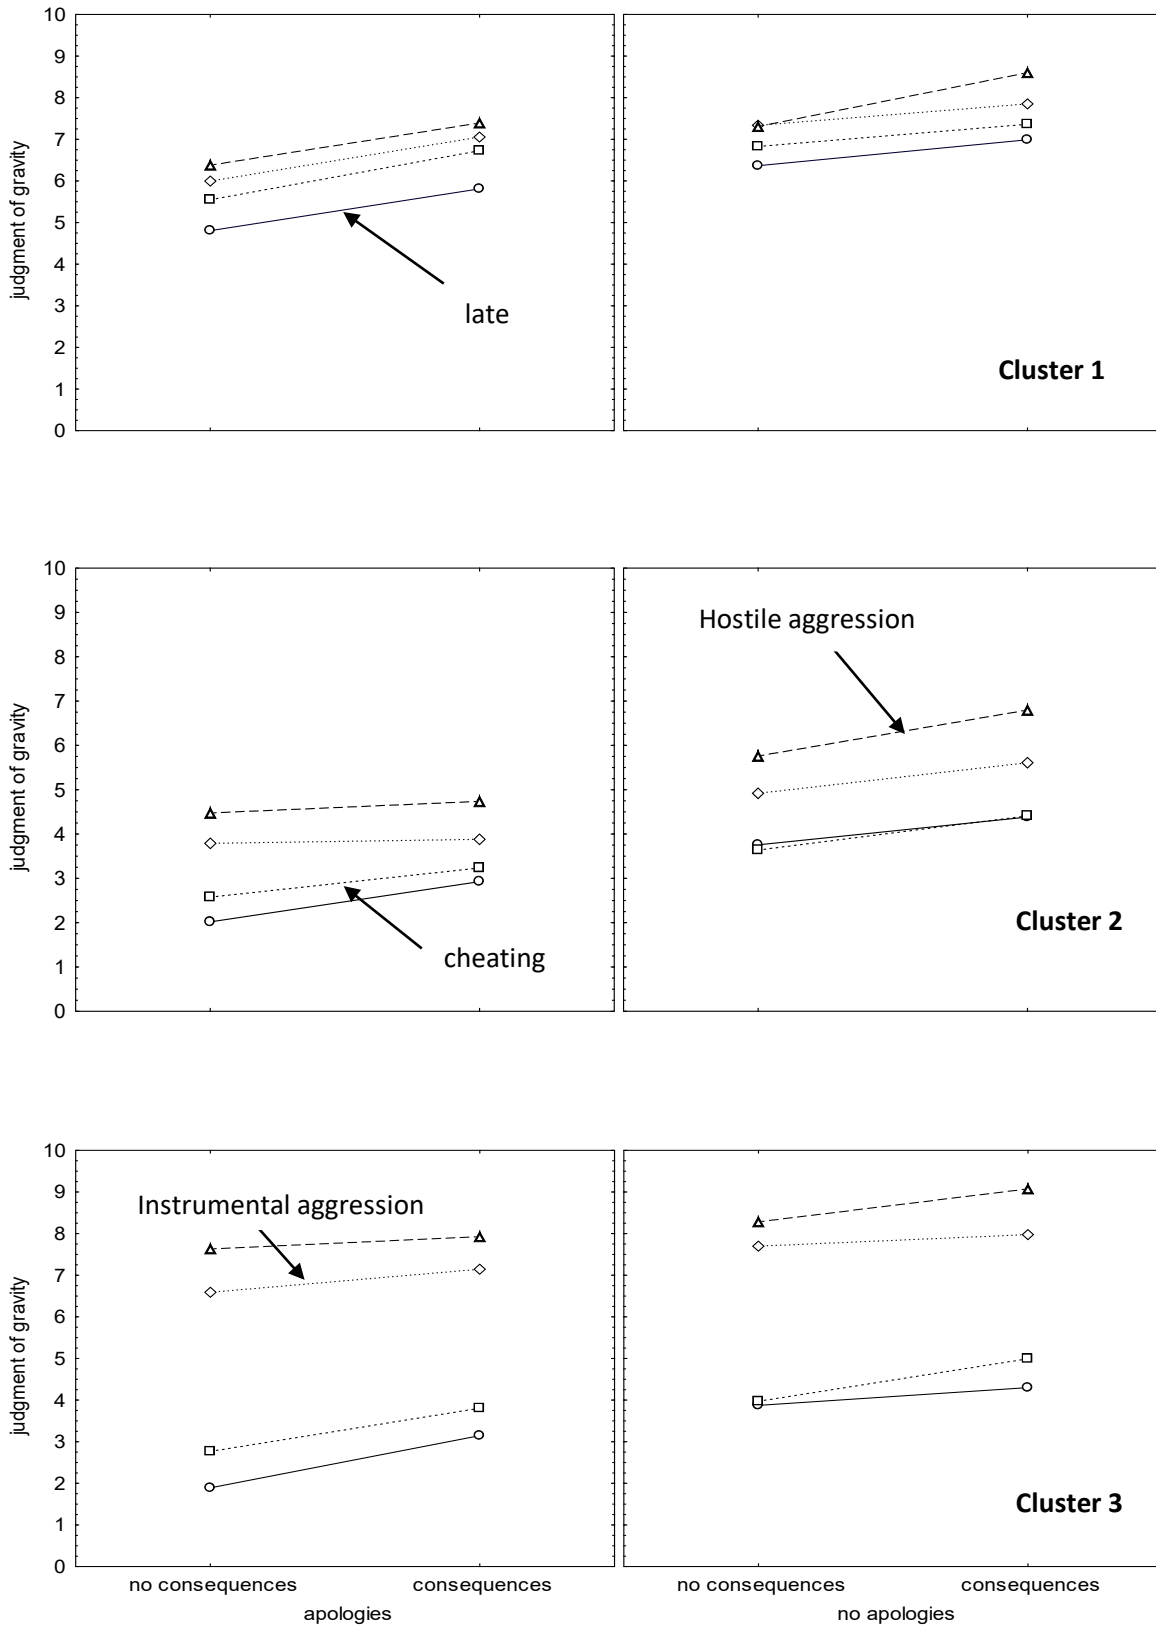 10
9
8
7
6
5
4
3
2
1
0
judgment of gravity
late
Cluster 1
10
9
8
7
6
5
4
3
2
1
0
judgment of gravity
Hostile aggression
cheating
Cluster 2
10
9
8
7
6
5
4
3
2
1
0
judgment of gravity
Instrumental aggression
Cluster 3
no consequences consequences no consequences consequences
apologies no apologies